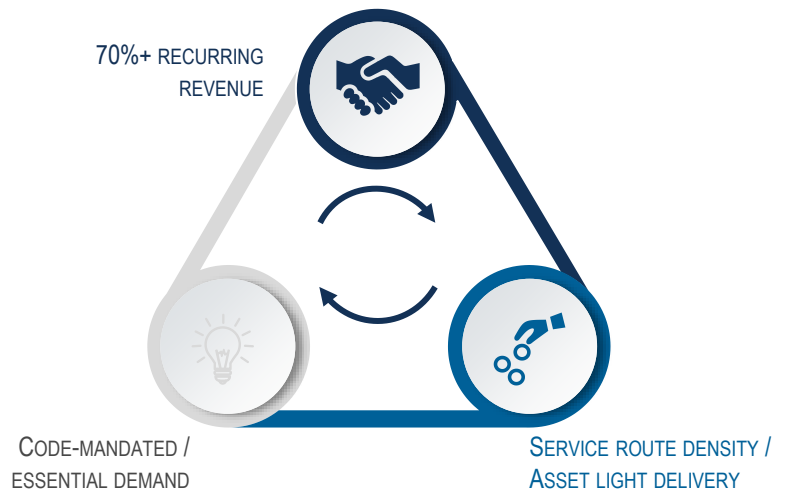 70%+ RECURRING
REVENUE
CODE-MANDATED /
ESSENTIAL DEMAND
SERVICE ROUTE DENSITY /
ASSET LIGHT DELIVERY